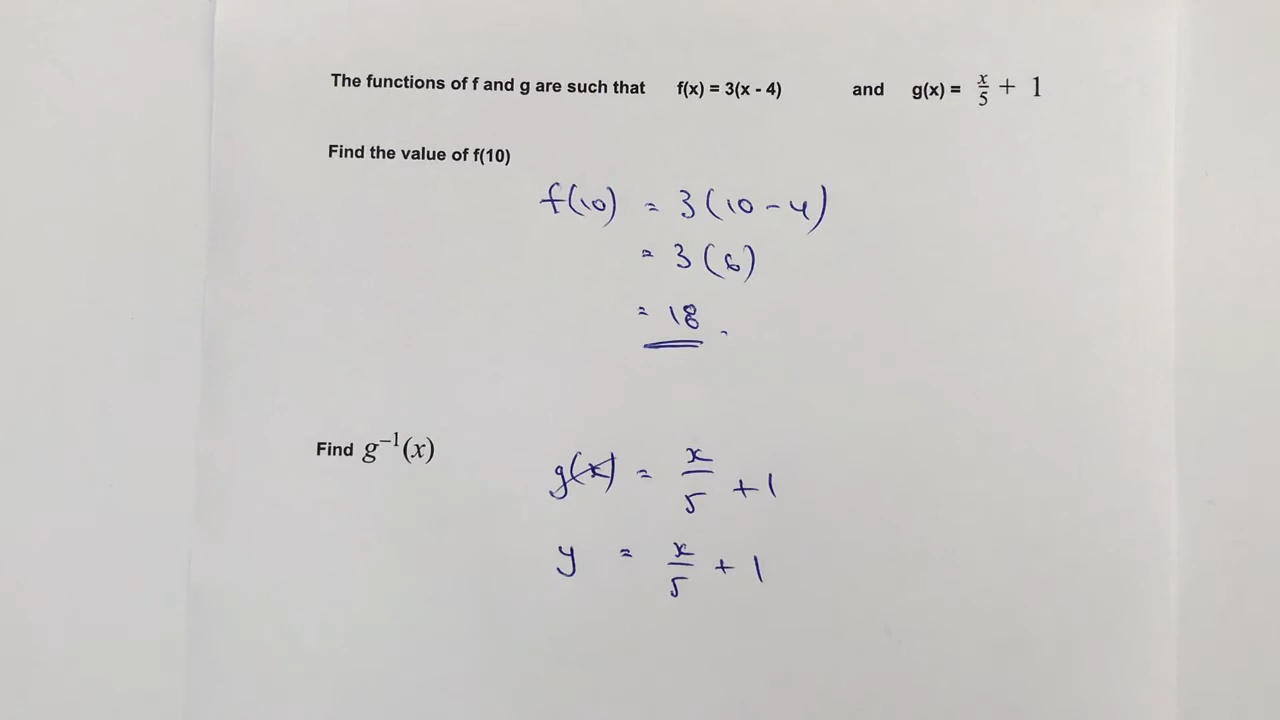 The functions of f and g are such that f(x) = 3(x - 4) and g(x) = x/5 + 1
Find the value of f(10)
f(10) = 3(10 - 4)
= 3(6)
= 18
Find g⁻¹(x)
g(x) = x/5 + 1
y = x/5 + 1